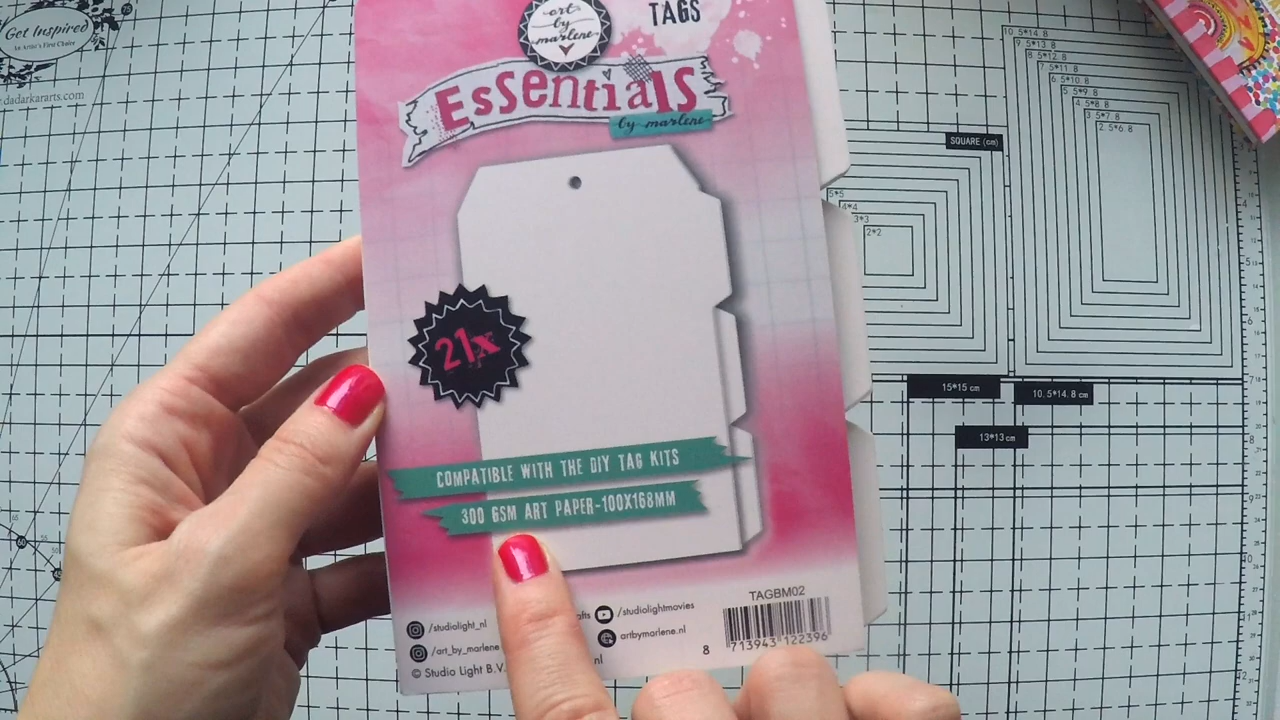 Get Inspired
An Artist's First Choice
dadarkararts.com
art
by
marlene
TAGS
Essentials
by marlene
21x
COMPATIBLE WITH THE DIY TAG KITS
300 GSM ART PAPER-100X168MM
/studiolight_nl
/art_by_marlene
© Studio Light B.V.
/studiolightmovies
artbymarlene.nl
TAGBM02
8 713943 122396
SQUARE (cm)
5*5
4*4
3*3
2*2
10.5*14.8
9.5*13.8
8.5*12.8
7.5*11.8
6.5*10.8
5.5*9.8
4.5*8.8
3.5*7.8
2.5*6.8
15*15 cm
10.5*14.8 cm
13*13 cm